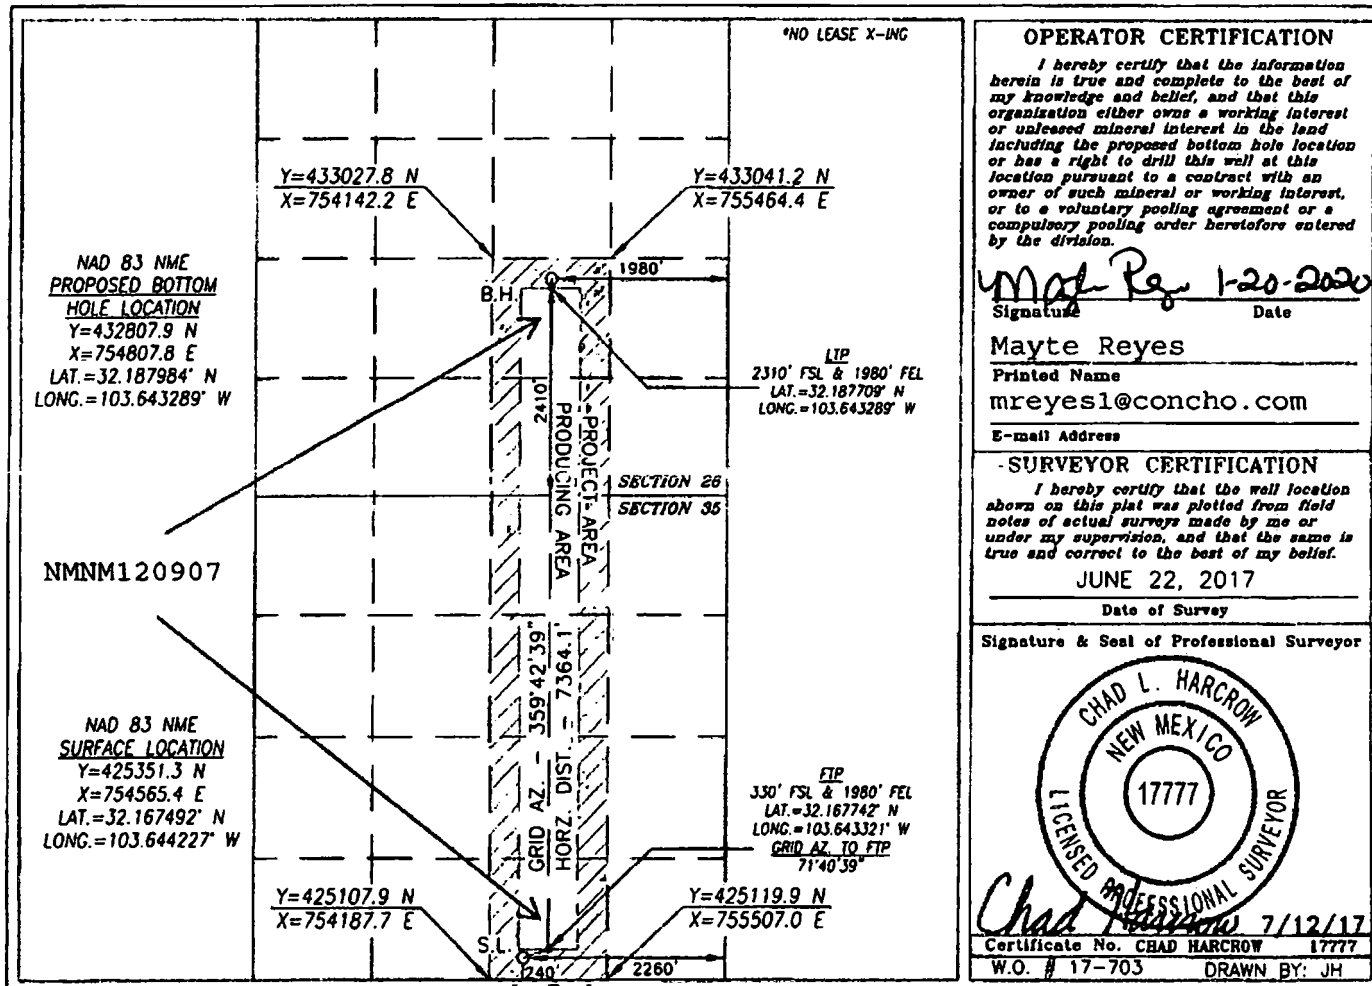 *NO LEASE X-ING
Y=433027.8 N
X=754142.2 E
Y=433041.2 N
X=755464.4 E
NAD 83 NME
PROPOSED BOTTOM
HOLE LOCATION
Y=432807.9 N
X=754807.8 E
LAT.=32.187984° N
LONG.=103.643289° W
B.H.
1980'
2410'
LTP
2310' FSL & 1980' FEL
LAT.=32.187709° N
LONG.=103.643289° W
PROJECT AREA
PRODUCING AREA
SECTION 26
SECTION 35
NMNM120907
GRID AZ. - 359°42'39"
HORZ. DIST. = 7364.1'
NAD 83 NME
SURFACE LOCATION
Y=425351.3 N
X=754565.4 E
LAT.=32.167492° N
LONG.=103.644227° W
FTP
330' FSL & 1980' FEL
LAT.=32.167742° N
LONG.=103.643321° W
GRID AZ. TO FTP
71°40'39"
Y=425107.9 N
X=754187.7 E
Y=425119.9 N
X=755507.0 E
S.L.
240'
2260'
OPERATOR CERTIFICATION
I hereby certify that the information
herein is true and complete to the best of
my knowledge and belief, and that this
organization either owns a working interest
or unleased mineral interest in the land
including the proposed bottom hole location
or has a right to drill this well at this
location pursuant to a contract with an
owner of such mineral or working interest,
or to a voluntary pooling agreement or a
compulsory pooling order heretofore entered
by the division.
1-20-2020
Signature Date
Mayte Reyes
Printed Name
mreyes1@concho.com
E-mail Address
SURVEYOR CERTIFICATION
I hereby certify that the well location
shown on this plat was plotted from field
notes of actual surveys made by me or
under my supervision, and that the same is
true and correct to the best of my belief.
JUNE 22, 2017
Date of Survey
Signature & Seal of Professional Surveyor
CHAD L. HARCROW
NEW MEXICO
17777
LICENSED PROFESSIONAL SURVEYOR
Chad Harcrow 7/12/17
Certificate No. CHAD HARCROW 17777
W.O. # 17-703 DRAWN BY: JH